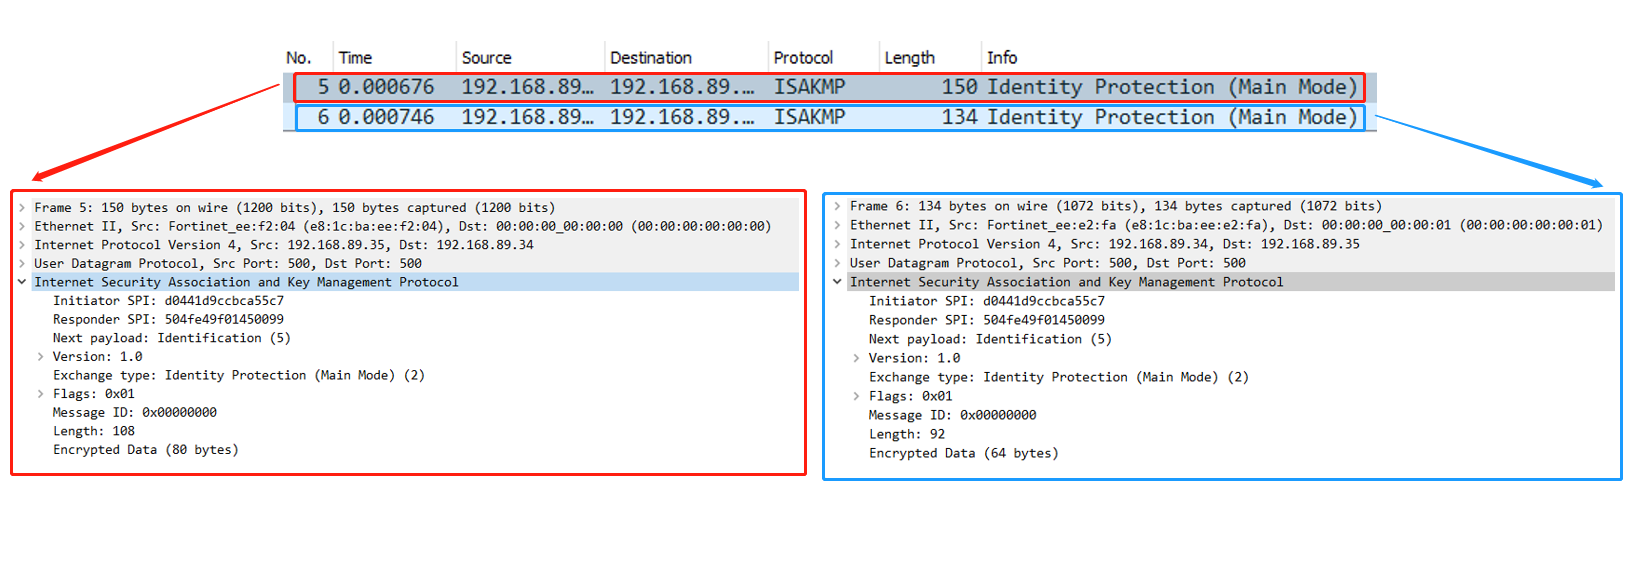 No. Time Source Destination Protocol Length Info
5 0.000676 192.168.89... 192.168.89.... ISAKMP 150 Identity Protection (Main Mode)
6 0.000746 192.168.89... 192.168.89.... ISAKMP 134 Identity Protection (Main Mode)
Frame 5: 150 bytes on wire (1200 bits), 150 bytes captured (1200 bits)
Ethernet II, Src: Fortinet_ee:f2:04 (e8:1c:ba:ee:f2:04), Dst: 00:00:00_00:00:00 (00:00:00:00:00:00)
Internet Protocol Version 4, Src: 192.168.89.35, Dst: 192.168.89.34
User Datagram Protocol, Src Port: 500, Dst Port: 500
Internet Security Association and Key Management Protocol
Initiator SPI: d0441d9ccbca55c7
Responder SPI: 504fe49f01450099
Next payload: Identification (5)
Version: 1.0
Exchange type: Identity Protection (Main Mode) (2)
Flags: 0x01
Message ID: 0x00000000
Length: 108
Encrypted Data (80 bytes)
Frame 6: 134 bytes on wire (1072 bits), 134 bytes captured (1072 bits)
Ethernet II, Src: Fortinet_ee:e2:fa (e8:1c:ba:ee:e2:fa), Dst: 00:00:00_00:00:01 (00:00:00:00:00:01)
Internet Protocol Version 4, Src: 192.168.89.34, Dst: 192.168.89.35
User Datagram Protocol, Src Port: 500, Dst Port: 500
Internet Security Association and Key Management Protocol
Initiator SPI: d0441d9ccbca55c7
Responder SPI: 504fe49f01450099
Next payload: Identification (5)
Version: 1.0
Exchange type: Identity Protection (Main Mode) (2)
Flags: 0x01
Message ID: 0x00000000
Length: 92
Encrypted Data (64 bytes)